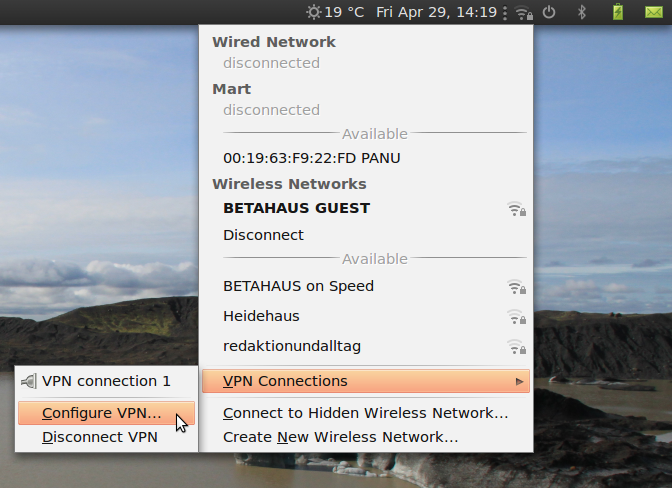 19 °C Fri Apr 29, 14:19
Wired Network
disconnected
Mart
disconnected
Available
00:19:63:F9:22:FD PANU
Wireless Networks
BETAHAUS GUEST
Disconnect
Available
BETAHAUS on Speed
Heidehaus
redaktionundalltag
VPN Connections
Connect to Hidden Wireless Network...
Create New Wireless Network...
VPN connection 1
Configure VPN...
Disconnect VPN